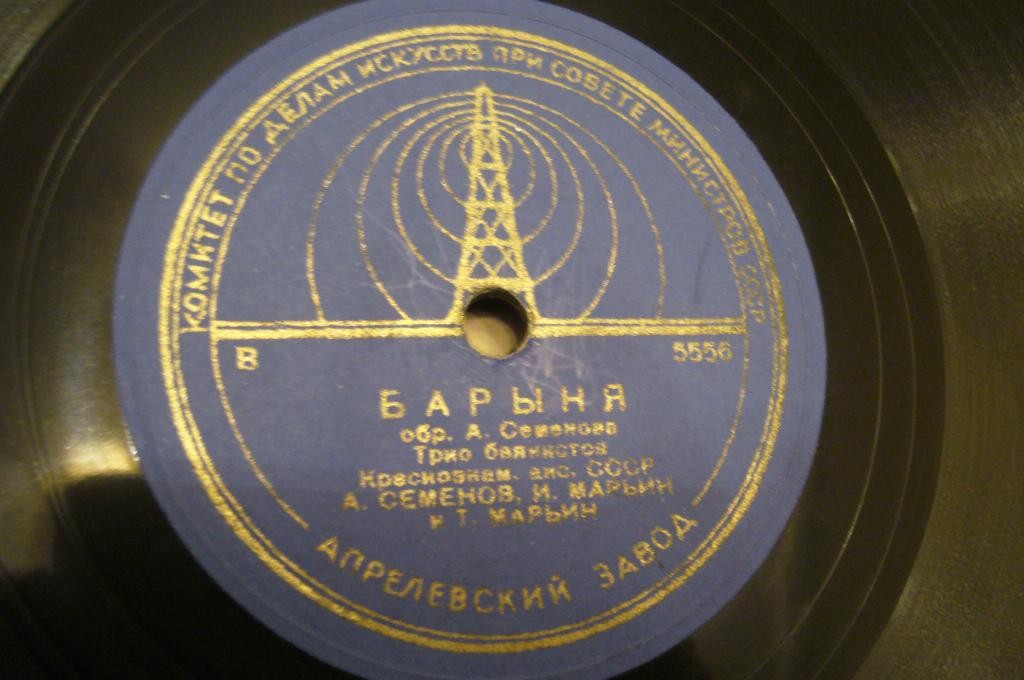 КОМИТЕТ ПО ДЕЛАМ ИСКУССТВ ПРИ СОВЕТЕ МИНИСТРОВ СССР
В 5556
БАРЫНЯ
обр. А. Семенова
Трио баянистов
Краснознам. анс. СССР
А. СЕМЕНОВ, И. МАРЬИН
и Т. МАРЬИН
АПРЕЛЕВСКИЙ ЗАВОД